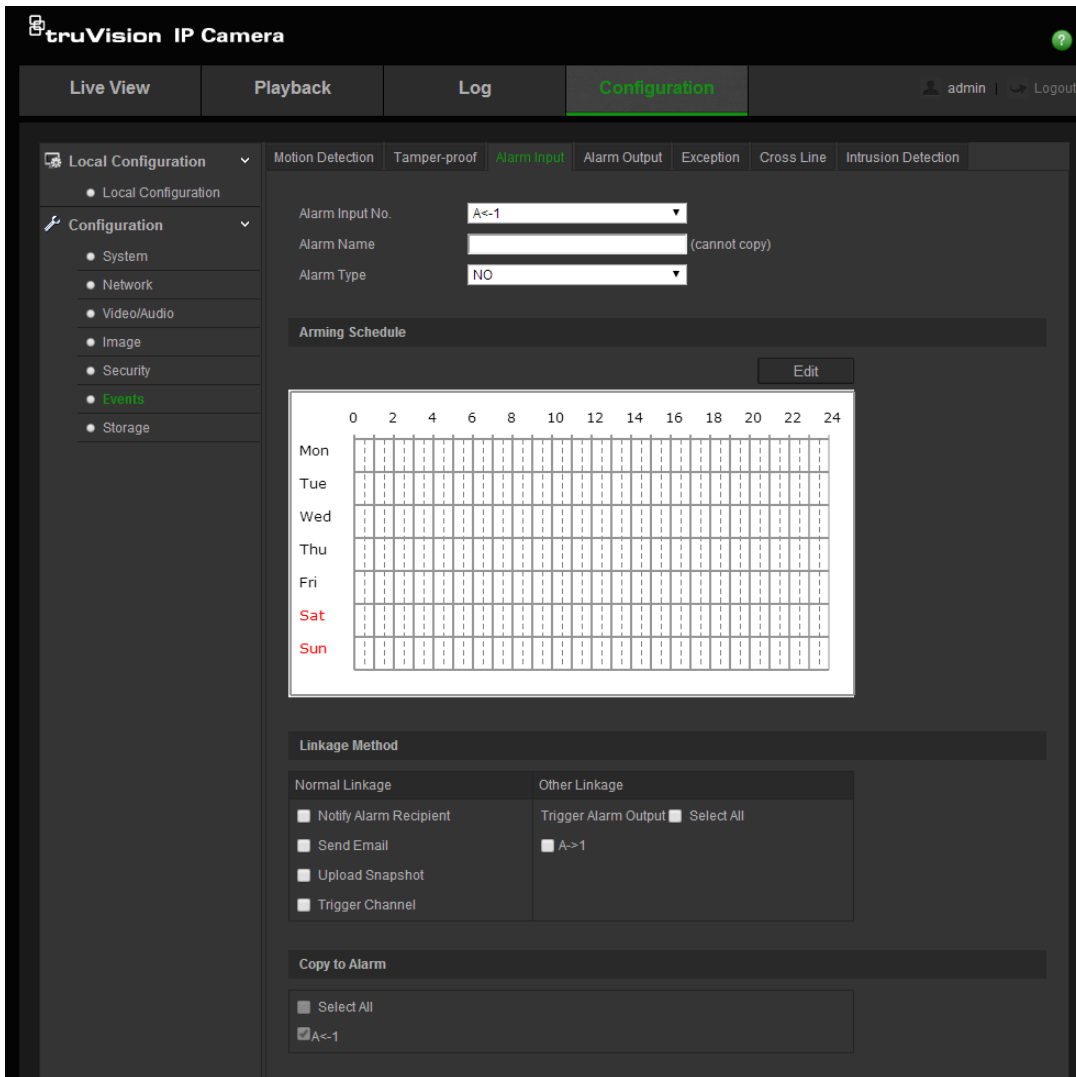 truVision IP Camera
?
Live View Playback Log Configuration admin | Logout
Local Configuration
Local Configuration
Configuration
System
Network
Video/Audio
Image
Security
Events
Storage
Motion Detection Tamper-proof Alarm Input Alarm Output Exception Cross Line Intrusion Detection
Alarm Input No. A<-1
Alarm Name (cannot copy)
Alarm Type NO
Arming Schedule
Edit
0 2 4 6 8 10 12 14 16 18 20 22 24
Mon
Tue
Wed
Thu
Fri
Sat
Sun
Linkage Method
Normal Linkage Other Linkage
Notify Alarm Recipient Trigger Alarm Output Select All
Send Email A->1
Upload Snapshot
Trigger Channel
Copy to Alarm
Select All
A<-1